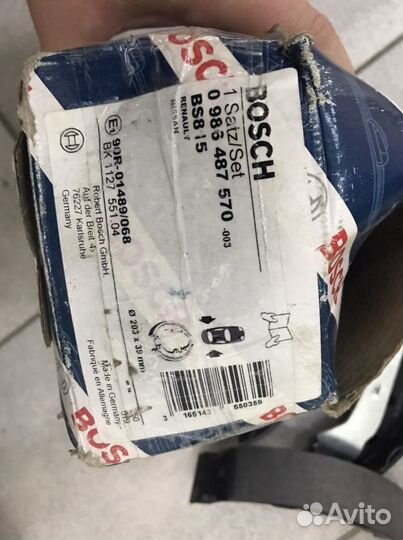 BOSCH
1 Satz/Set
0 986 487 570 -003
BS815
RENAULT
NISSAN
E1 90R-01489/068
BK 1127 551 04
Robert Bosch GmbH.
Auf der Breit 4
76227 Karlsruhe
Germany
Ø 203 x 39 mm
Made in Germany
Fabriqué en Allemagne
3 165143 550359
BOSCH
BOS
Avito